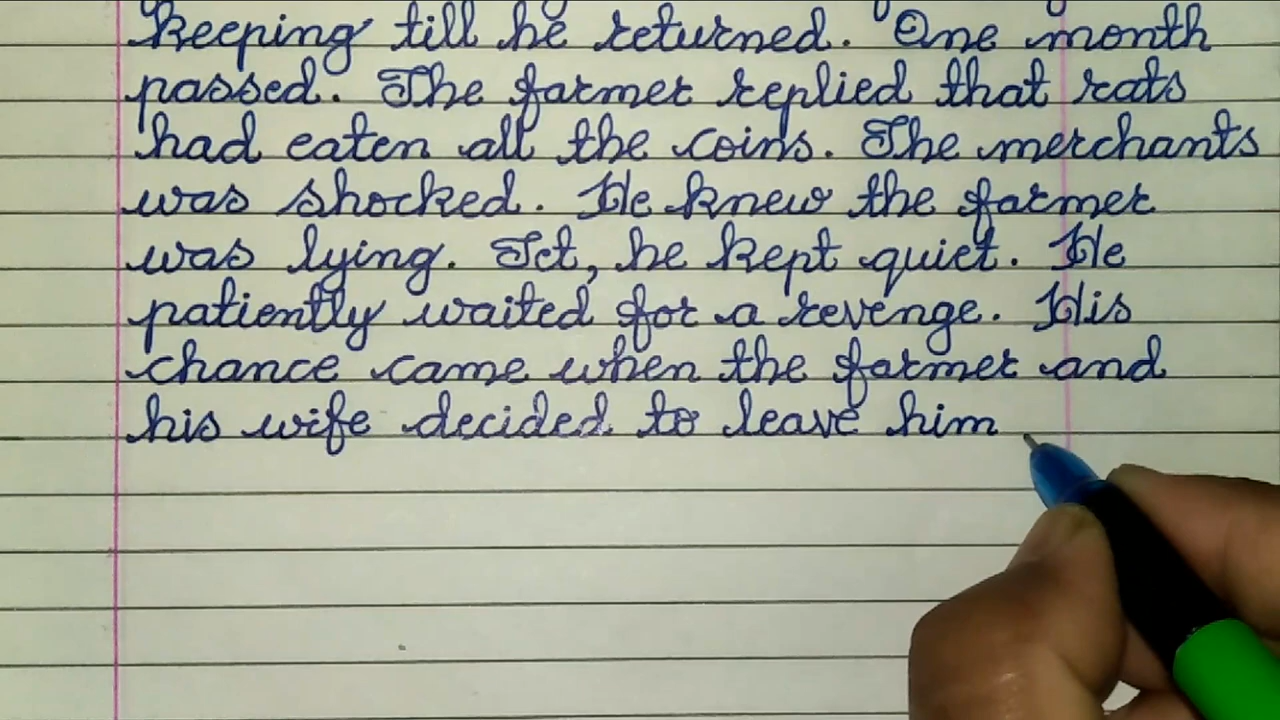 keeping till he returned. One month
passed. The farmer replied that rats
had eaten all the coins. The merchants
was shocked. He knew the farmer
was lying. Yet, he kept quiet. He
patiently waited for a revenge. His
chance came when the farmer and
his wife decided to leave him